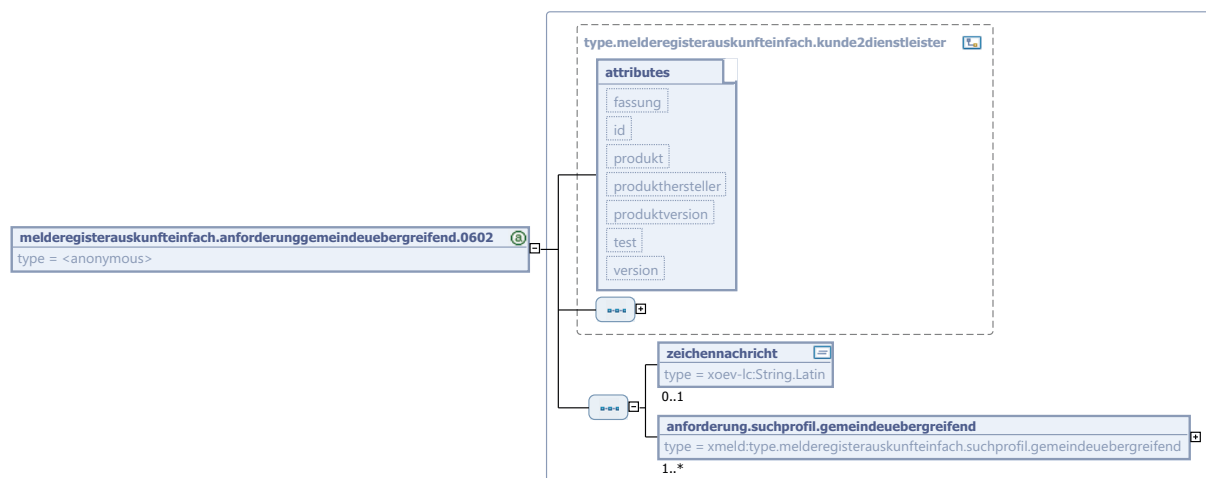 type.melderegisterauskunfteinfach.kunde2dienstleister
attributes
fassung
id
produkt
produkthersteller
produktversion
test
version
melderegisterauskunfteinfach.anforderunggemeindeuebergreifend.0602
type = <anonymous>
zeichennachricht
type = xoev-lc:String.Latin
0..1
anforderung.suchprofil.gemeindeuebergreifend
type = xmeld:type.melderegisterauskunfteinfach.suchprofil.gemeindeuebergreifend
1..*